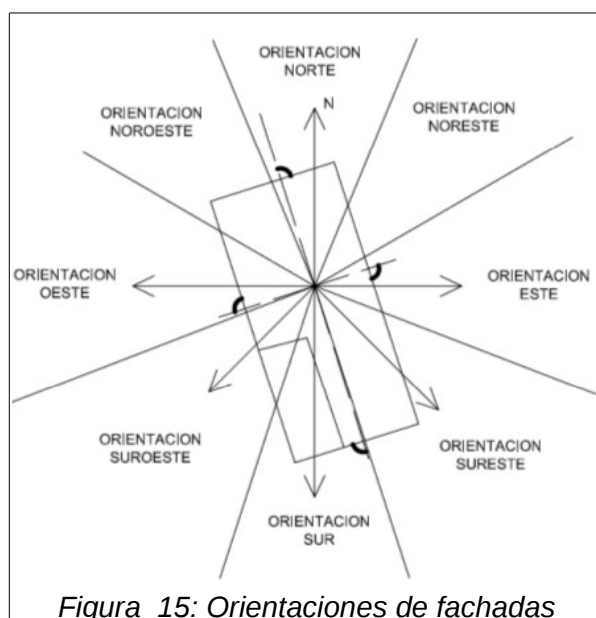 ORIENTACION
NORTE
ORIENTACION
NOROESTE
N
ORIENTACION
NORESTE
ORIENTACION
OESTE
ORIENTACION
ESTE
ORIENTACION
SUROESTE
ORIENTACION
SURESTE
ORIENTACION
SUR
Figura 15: Orientaciones de fachadas